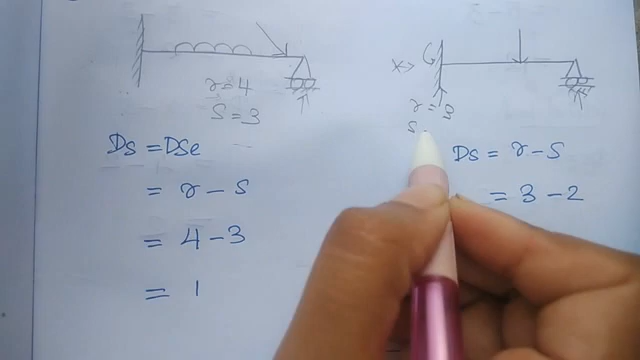 r = 4
S = 3
Ds = Dse
= r - S
= 4 - 3
= 1
x
r = 3
S
Ds = r - S
= 3 - 2